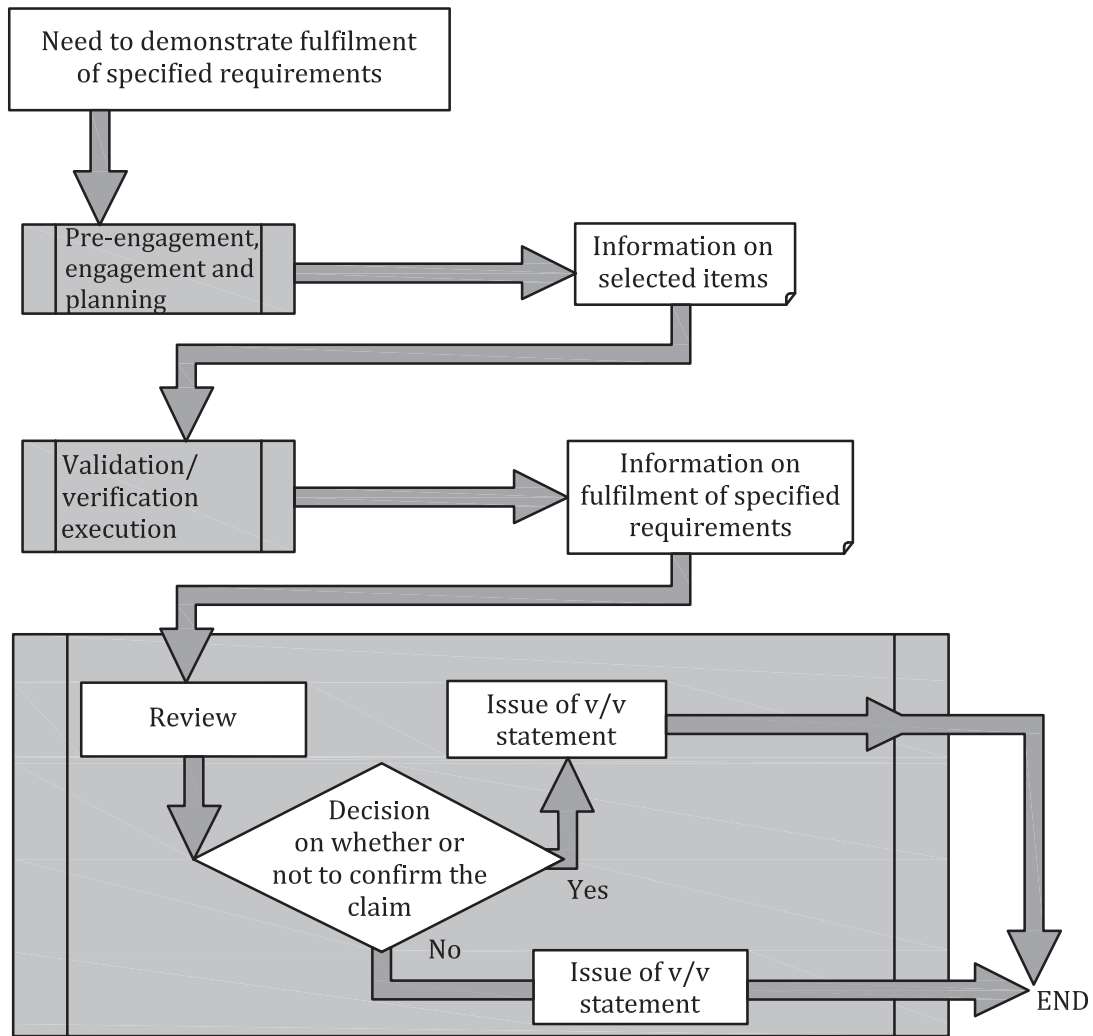 Need to demonstrate fulfilment
of specified requirements
Pre-engagement,
engagement and
planning
Information on
selected items
Validation/
verification
execution
Information on
fulfilment of specified
requirements
Review
Issue of v/v
statement
Decision
on whether or
not to confirm the
claim
Yes
No
Issue of v/v
statement
END